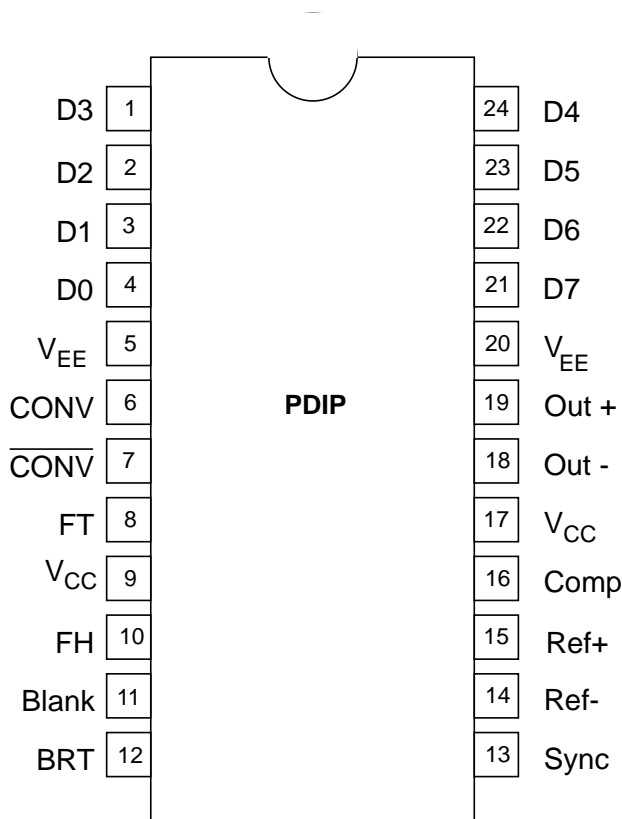 D3 1 24 D4
D2 2 23 D5
D1 3 22 D6
D0 4 21 D7
VEE 5 20 VEE
CONV 6 PDIP 19 Out +
CONV 7 18 Out -
FT 8 17 VCC
VCC 9 16 Comp
FH 10 15 Ref+
Blank 11 14 Ref-
BRT 12 13 Sync